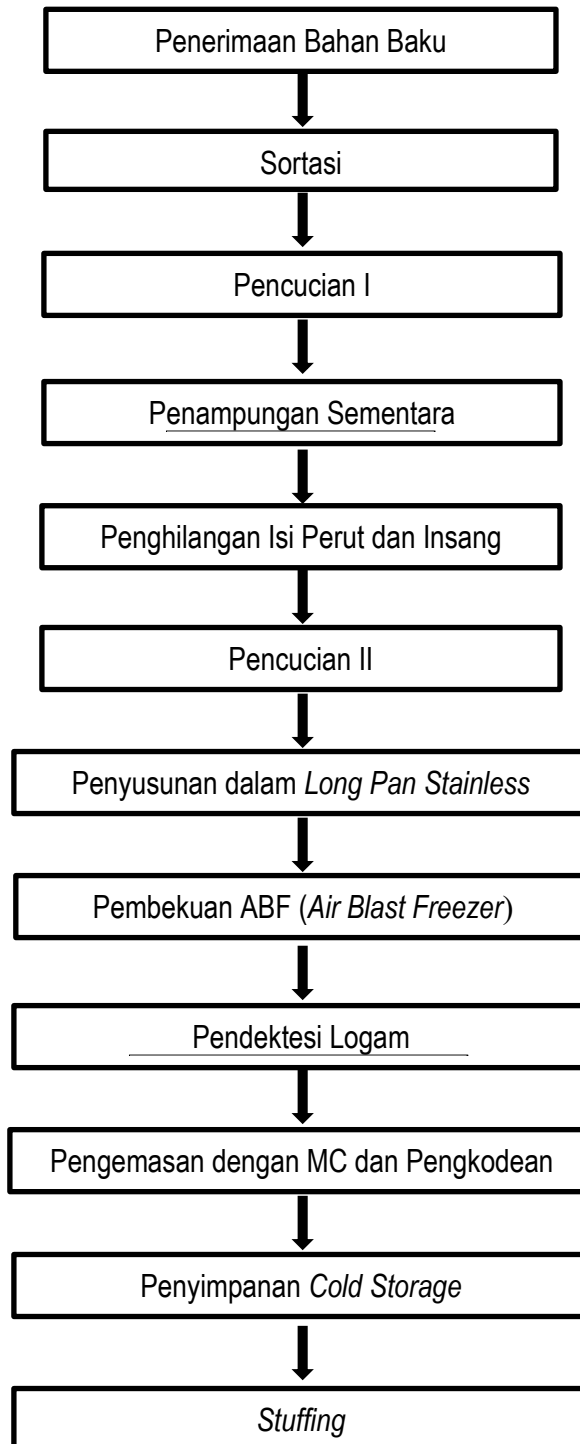 Penerimaan Bahan Baku
Sortasi
Pencucian I
Penampungan Sementara
Penghilangan Isi Perut dan Insang
Pencucian II
Penyusunan dalam Long Pan Stainless
Pembekuan ABF (Air Blast Freezer)
Pendektesi Logam
Pengemasan dengan MC dan Pengkodean
Penyimpanan Cold Storage
Stuffing